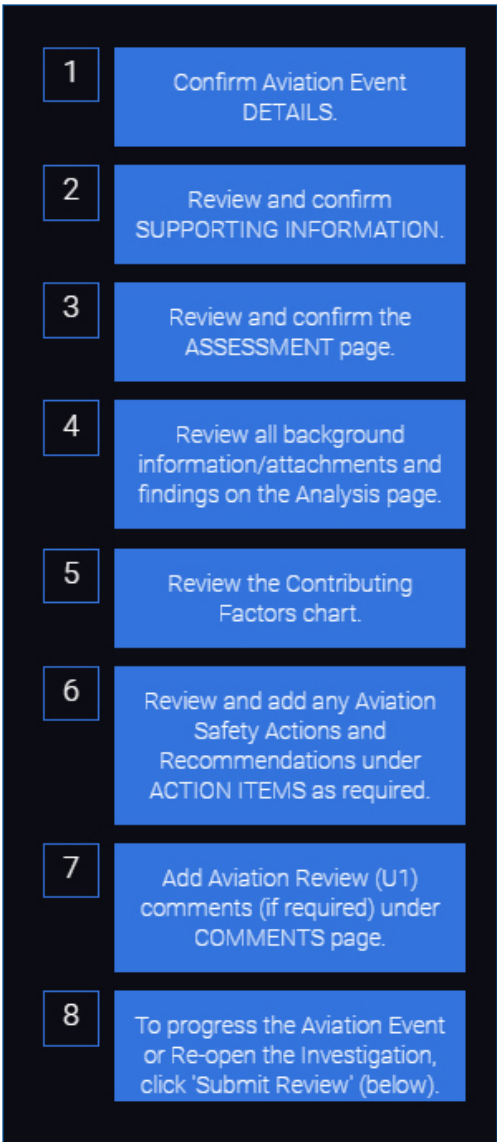 1
Confirm Aviation Event
DETAILS.
2
Review and confirm
SUPPORTING INFORMATION.
3
Review and confirm the
ASSESSMENT page.
4
Review all background
information/attachments and
findings on the Analysis page.
5
Review the Contributing
Factors chart.
6
Review and add any Aviation
Safety Actions and
Recommendations under
ACTION ITEMS as required.
7
Add Aviation Review (U1)
comments (if required) under
COMMENTS page.
8
To progress the Aviation Event
or Re-open the Investigation,
click 'Submit Review' (below).